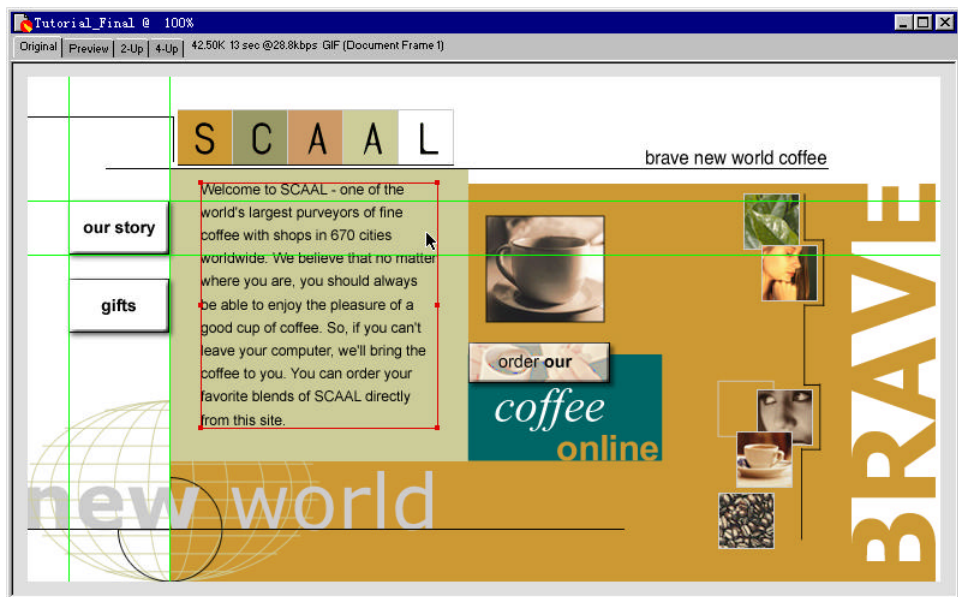 Tutorial_Final @ 100%
Original Preview 2-Up 4-Up 42.50K 13 sec @28.8kbps GIF (Document Frame 1)
S C A A L
brave new world coffee
Welcome to SCAAL - one of the
world's largest purveyors of fine
coffee with shops in 670 cities
worldwide. We believe that no matter
where you are, you should always
be able to enjoy the pleasure of a
good cup of coffee. So, if you can't
leave your computer, we'll bring the
coffee to you. You can order your
favorite blends of SCAAL directly
from this site.
our story
gifts
order our
coffee
online
new world
BRAVE